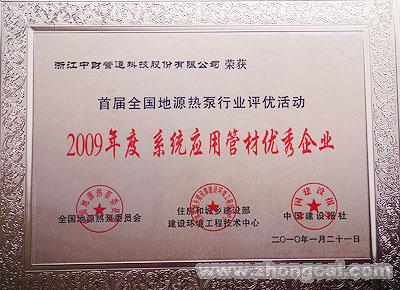 浙江中财管道科技股份有限公司 荣获
首届全国地源热泵行业评优活动
2009年度 系统应用管材优秀企业
全国地源热泵委员会
住房和城乡建设部
建设环境工程技术中心
中国建设报社
二〇一〇年一月二十一日
www.zhongcai.com